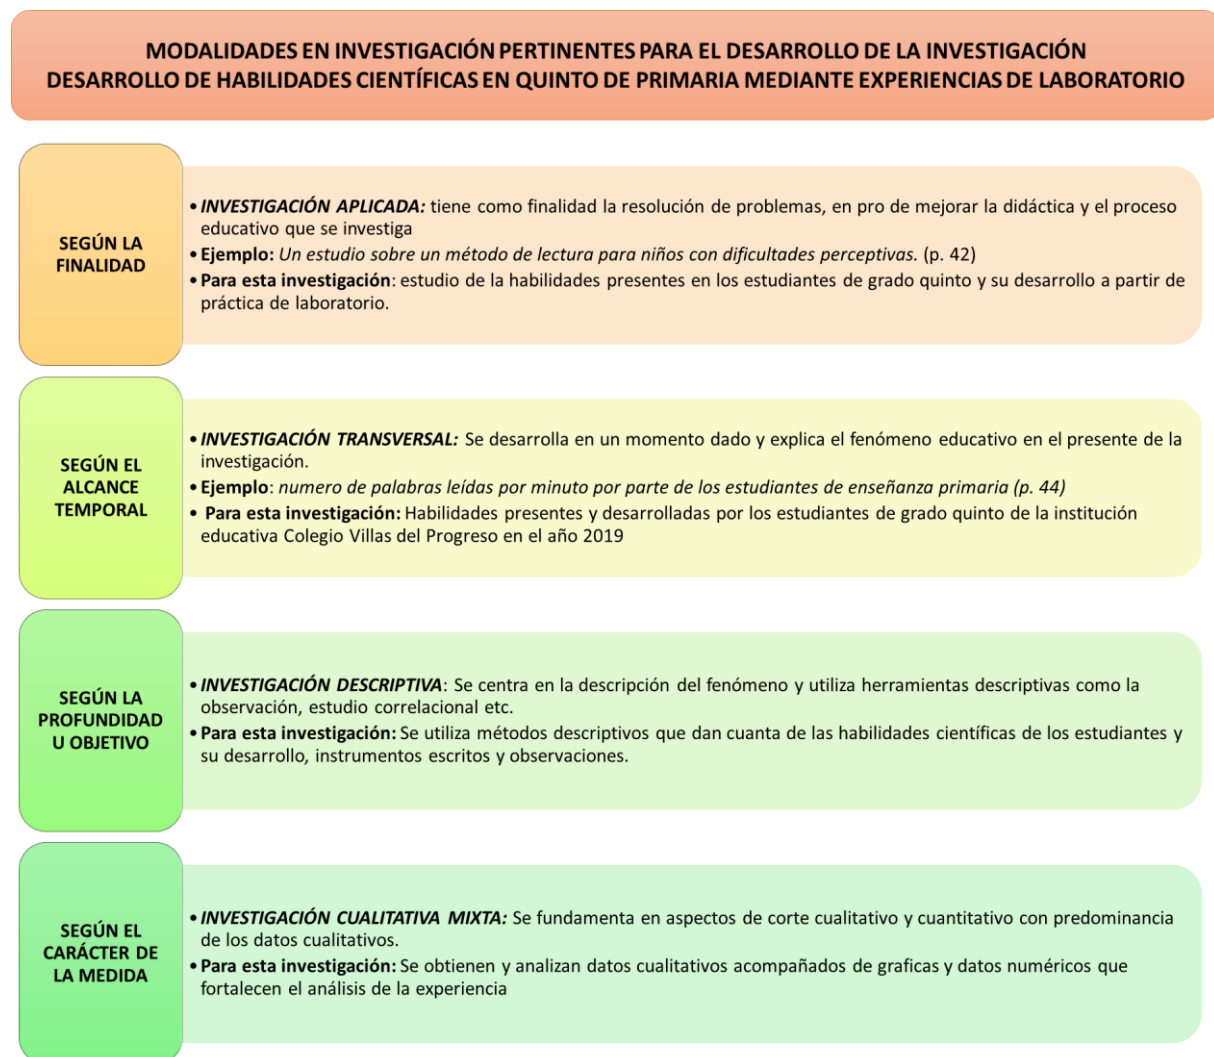 MODALIDADES EN INVESTIGACIÓN PERTINENTES PARA EL DESARROLLO DE LA INVESTIGACIÓN
DESARROLLO DE HABILIDADES CIENTÍFICAS EN QUINTO DE PRIMARIA MEDIANTE EXPERIENCIAS DE LABORATORIO
SEGÚN LA
FINALIDAD
• INVESTIGACIÓN APLICADA: tiene como finalidad la resolución de problemas, en pro de mejorar la didáctica y el proceso
educativo que se investiga
• Ejemplo: Un estudio sobre un método de lectura para niños con dificultades perceptivas. (p. 42)
• Para esta investigación: estudio de la habilidades presentes en los estudiantes de grado quinto y su desarrollo a partir de
práctica de laboratorio.
SEGÚN EL
ALCANCE
TEMPORAL
• INVESTIGACIÓN TRANSVERSAL: Se desarrolla en un momento dado y explica el fenómeno educativo en el presente de la
investigación.
• Ejemplo: numero de palabras leídas por minuto por parte de los estudiantes de enseñanza primaria (p. 44)
• Para esta investigación: Habilidades presentes y desarrolladas por los estudiantes de grado quinto de la institución
educativa Colegio Villas del Progreso en el año 2019
SEGÚN LA
PROFUNDIDAD
U OBJETIVO
• INVESTIGACIÓN DESCRIPTIVA: Se centra en la descripción del fenómeno y utiliza herramientas descriptivas como la
observación, estudio correlacional etc.
• Para esta investigación: Se utiliza métodos descriptivos que dan cuanta de las habilidades científicas de los estudiantes y
su desarrollo, instrumentos escritos y observaciones.
SEGÚN EL
CARÁCTER DE
LA MEDIDA
• INVESTIGACIÓN CUALITATIVA MIXTA: Se fundamenta en aspectos de corte cualitativo y cuantitativo con predominancia
de los datos cualitativos.
• Para esta investigación: Se obtienen y analizan datos cualitativos acompañados de graficas y datos numéricos que
fortalecen el análisis de la experiencia